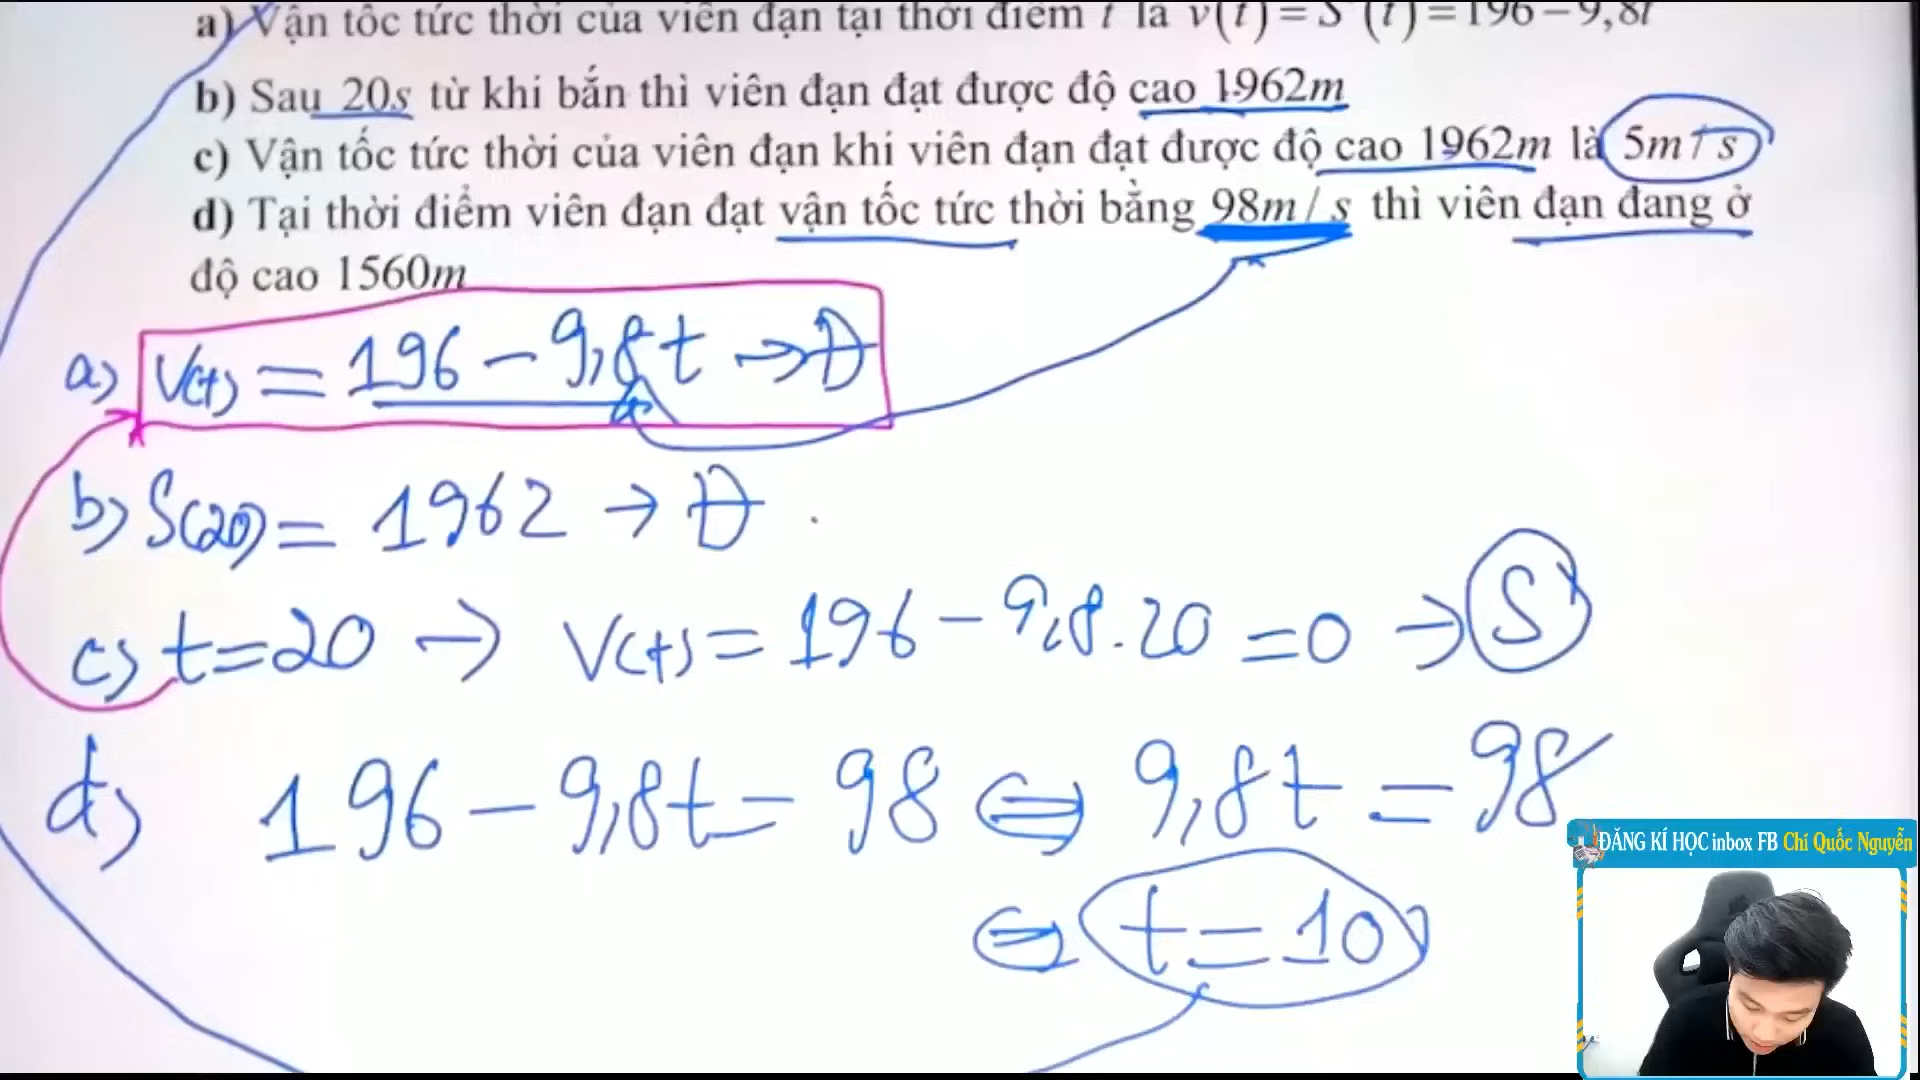 a) Vận tốc tức thời của viên đạn tại thời điểm t là v(t) = S'(t) = 196 − 9,8t
b) Sau 20s từ khi bắn thì viên đạn đạt được độ cao 1962m
c) Vận tốc tức thời của viên đạn khi viên đạn đạt được độ cao 1962m là 5m / s
d) Tại thời điểm viên đạn đạt vận tốc tức thời bằng 98m / s thì viên đạn đang ở
độ cao 1560m
a) V(t) = 196 − 9,8t → Đ
b) S(20) = 1962 → Đ
c) t = 20 → V(t) = 196 − 9,8.20 = 0 → S
d) 196 − 9,8t = 98 ⇔ 9,8t = 98
⇔ t = 10
ĐĂNG KÍ HỌC inbox FB Chí Quốc Nguyễn